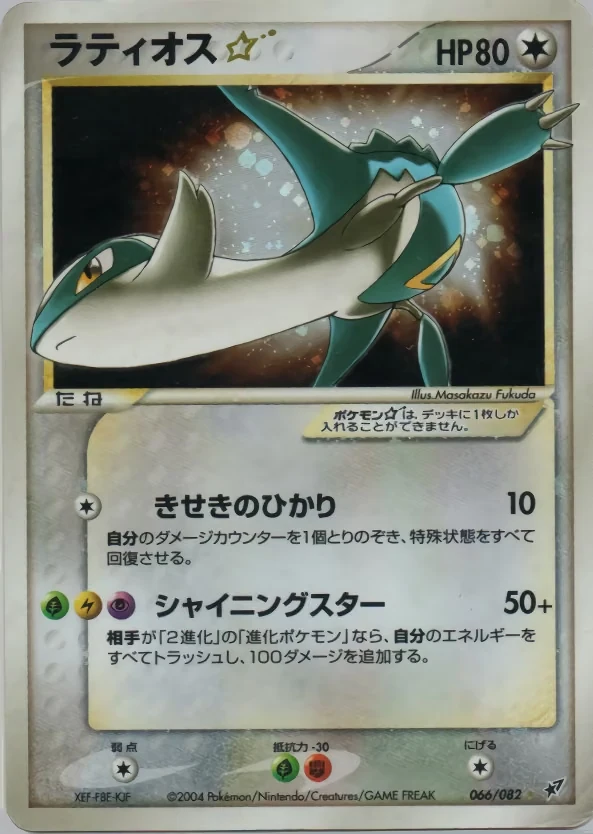 ラティオス☆
HP80
たね
Illus.Masakazu Fukuda
ポケモン☆は、デッキに1枚しか
入れることができません。
きせきのひかり 10
自分のダメージカウンターを1個とりのぞき、特殊状態をすべて
回復させる。
シャイニングスター 50+
相手が「2進化」の「進化ポケモン」なら、自分のエネルギーを
すべてトラッシュし、100ダメージを追加する。
弱点 抵抗力 -30 にげる
XEF-F8E-KJF ©2004 Pokémon/Nintendo/Creatures/GAME FREAK 066/082